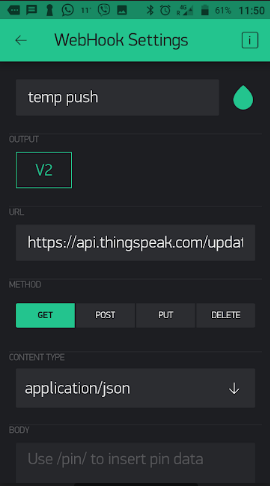 61% 11:50
WebHook Settings
temp push
OUTPUT
V2
URL
https://api.thingspeak.com/updat
METHOD
GET POST PUT DELETE
CONTENT TYPE
application/json
BODY
Use /pin/ to insert pin data